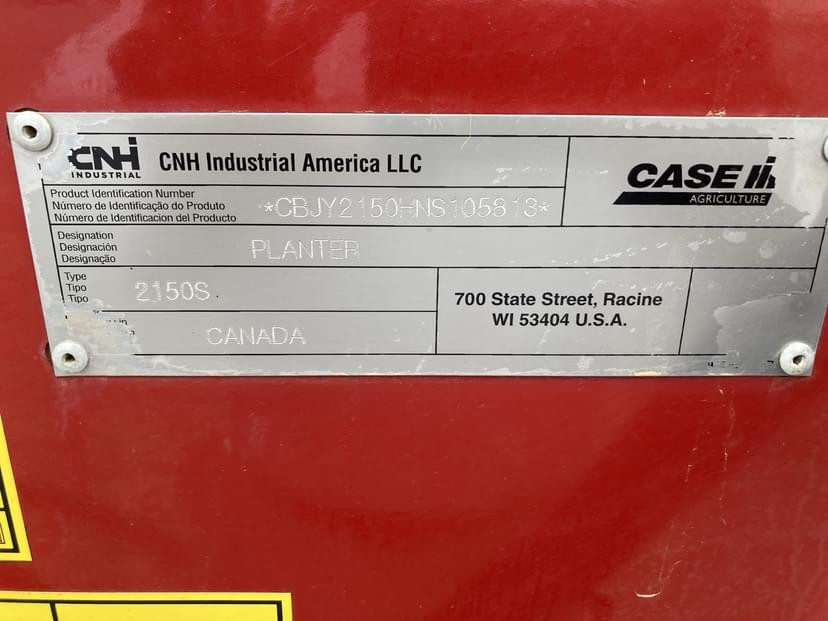 CNH
INDUSTRIAL
CNH Industrial America LLC
CASE IH
AGRICULTURE
Product Identification Number
Número de Identificação do Produto
Número de Identificacion del Producto
*CBJY2150HNS105813*
Designation
Designación
Designação
PLANTER
Type
Tipo
Tipo
2150S
CANADA
700 State Street, Racine
WI 53404 U.S.A.